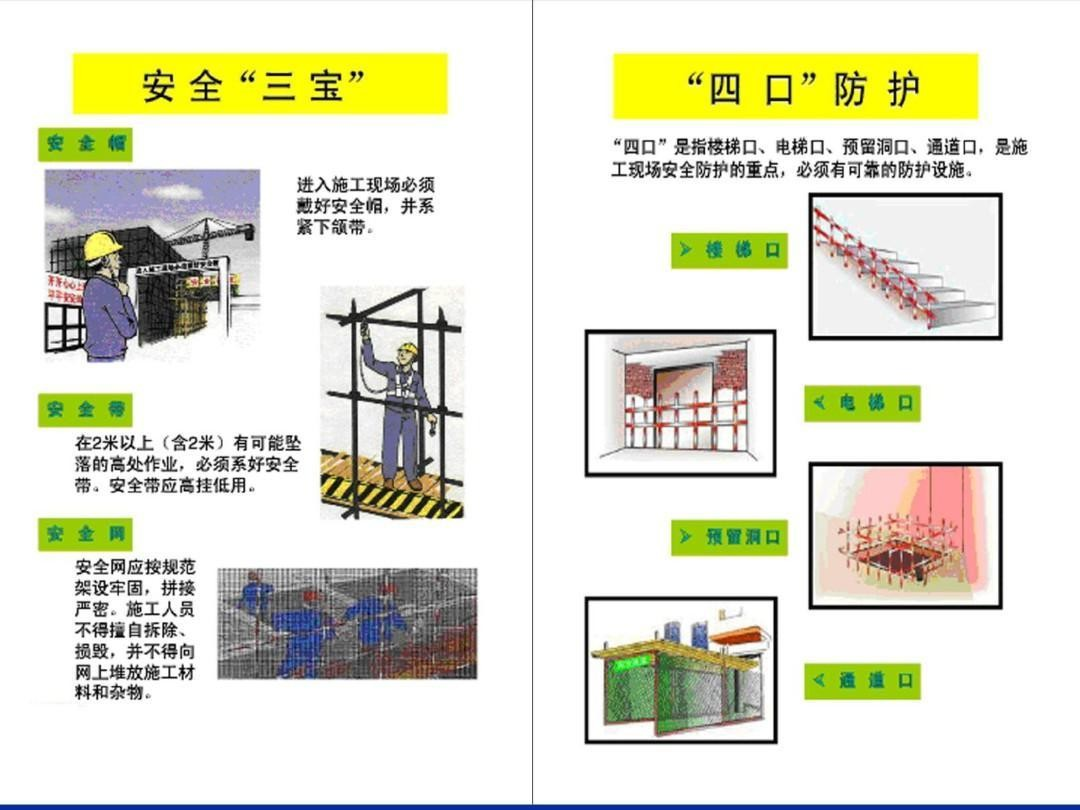 安全“三宝”
安全帽
进入施工现场必须
戴好安全帽，并系
紧下颌带。
安全带
在2米以上（含2米）有可能坠
落的高处作业，必须系好安全
带。安全带应高挂低用。
安全网
安全网应按规范
架设牢固，拼接
严密。施工人员
不得擅自拆除、
损毁，并不得向
网上堆放施工材
料和杂物。
“四口”防护
“四口”是指楼梯口、电梯口、预留洞口、通道口，是施
工现场安全防护的重点，必须有可靠的防护设施。
楼梯口
电梯口
预留洞口
通道口